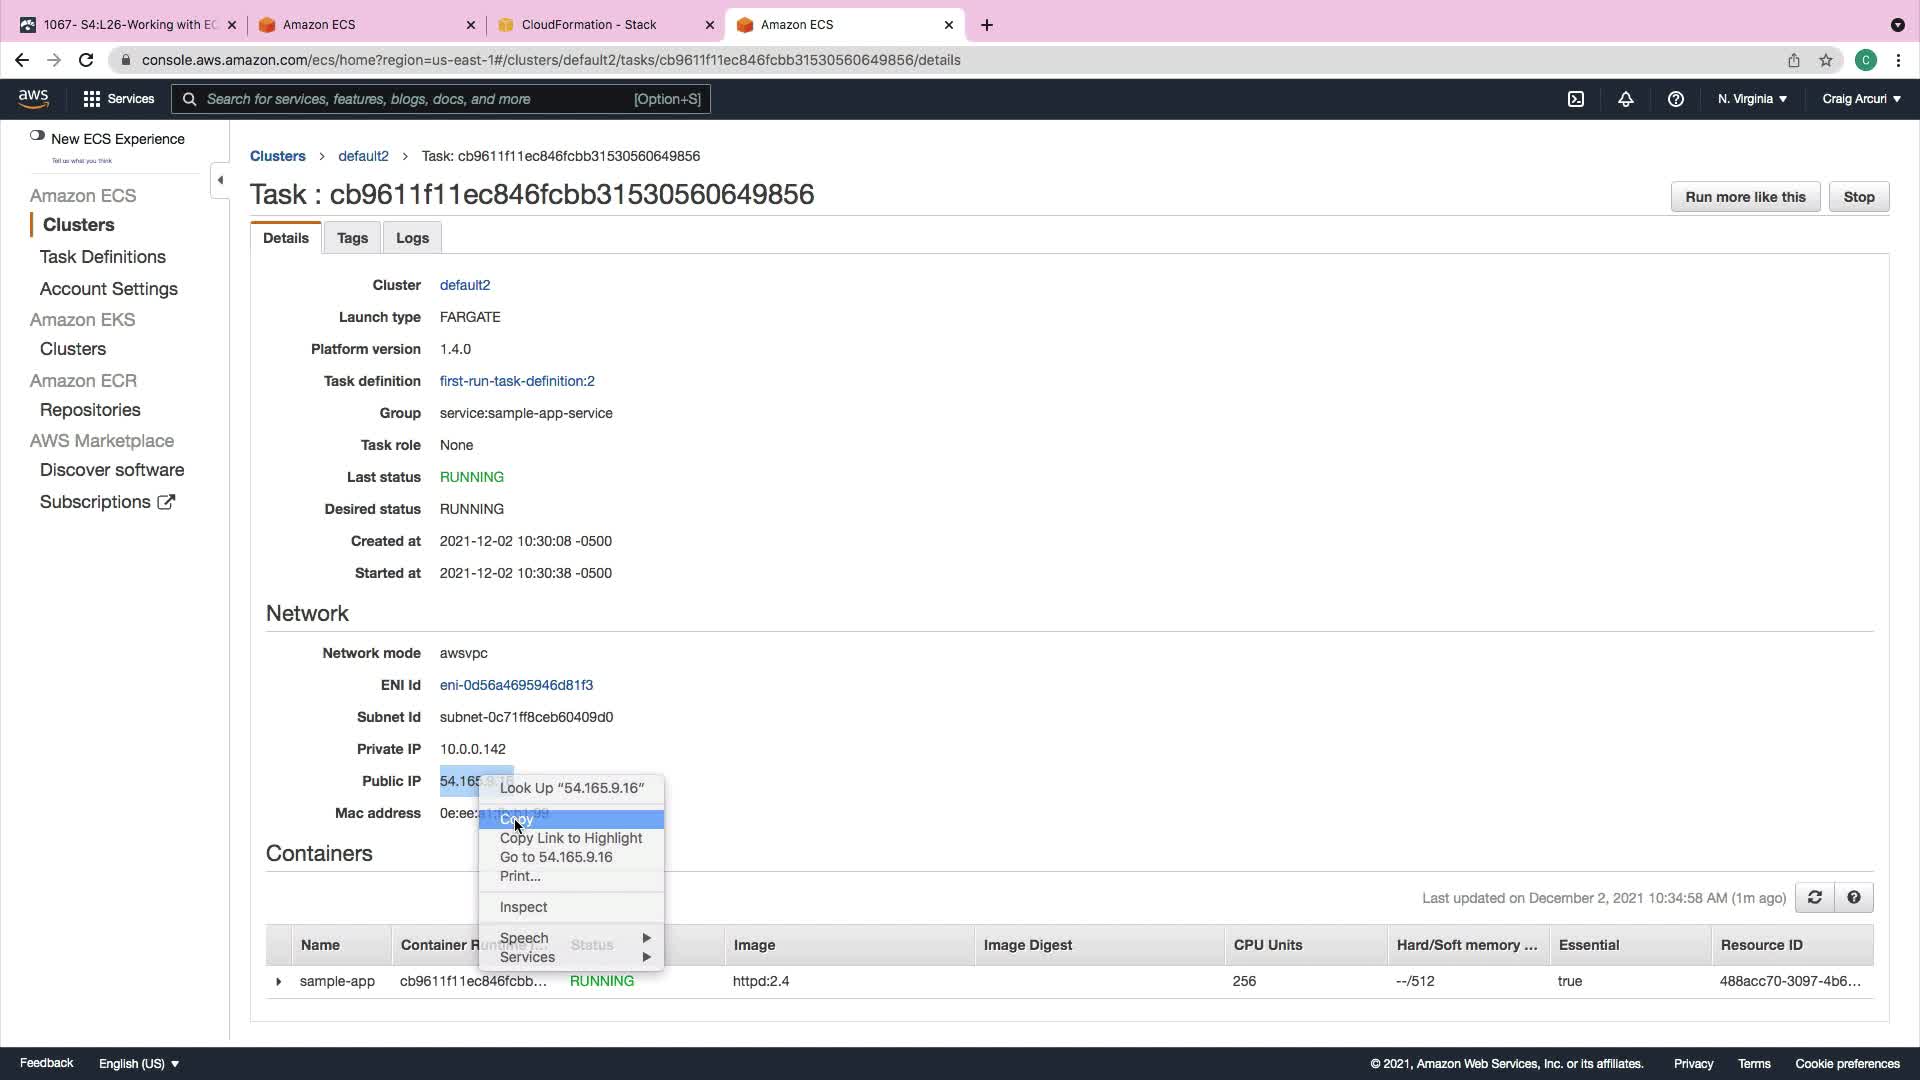 1067- S4:L26-Working with EC
Amazon ECS
CloudFormation - Stack
Amazon ECS
console.aws.amazon.com/ecs/home?region=us-east-1#/clusters/default2/tasks/cb9611f11ec846fcbb31530560649856/details
C
aws
Services
Search for services, features, blogs, docs, and more
[Option+S]
N. Virginia
Craig Arcuri
New ECS Experience
Tell us what you think
Amazon ECS
Clusters
Task Definitions
Account Settings
Amazon EKS
Clusters
Amazon ECR
Repositories
AWS Marketplace
Discover software
Subscriptions
Clusters > default2 > Task: cb9611f11ec846fcbb31530560649856
Task : cb9611f11ec846fcbb31530560649856
Run more like this
Stop
Details
Tags
Logs
Cluster default2
Launch type FARGATE
Platform version 1.4.0
Task definition first-run-task-definition:2
Group service:sample-app-service
Task role None
Last status RUNNING
Desired status RUNNING
Created at 2021-12-02 10:30:08 -0500
Started at 2021-12-02 10:30:38 -0500
Network
Network mode awsvpc
ENI Id eni-0d56a4695946d81f3
Subnet Id subnet-0c71ff8ceb60409d0
Private IP 10.0.0.142
Public IP 54.165.9.16
Mac address 0e:ee:
Look Up “54.165.9.16”
Copy
Copy Link to Highlight
Go to 54.165.9.16
Print...
Inspect
Speech
Services
Containers
Last updated on December 2, 2021 10:34:58 AM (1m ago)
Name
Container R
Status
Image
Image Digest
CPU Units
Hard/Soft memory ...
Essential
Resource ID
sample-app
cb9611f11ec846fcbb...
RUNNING
httpd:2.4
256
--/512
true
488acc70-3097-4b6...
Feedback
English (US)
© 2021, Amazon Web Services, Inc. or its affiliates.
Privacy
Terms
Cookie preferences